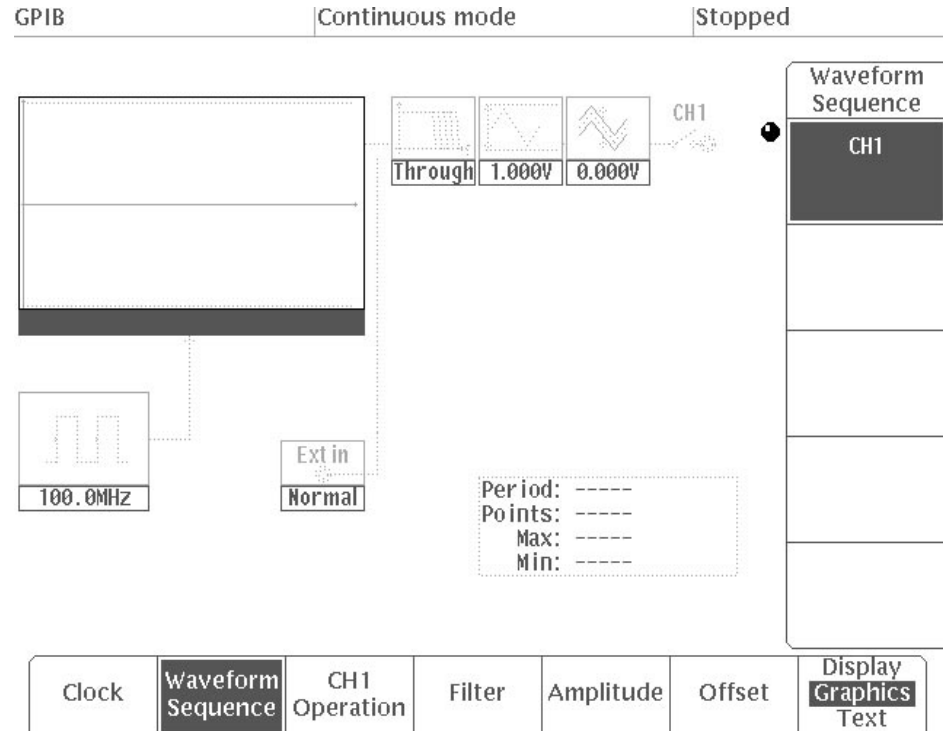 GPIB
Continuous mode
Stopped
Waveform
Sequence
CH1
CH1
Through
1.000V
0.000V
Ext in
100.0MHz
Normal
Period: -----
Points: -----
Max: -----
Min: -----
Clock
Waveform
Sequence
CH1
Operation
Filter
Amplitude
Offset
Display
Graphics
Text